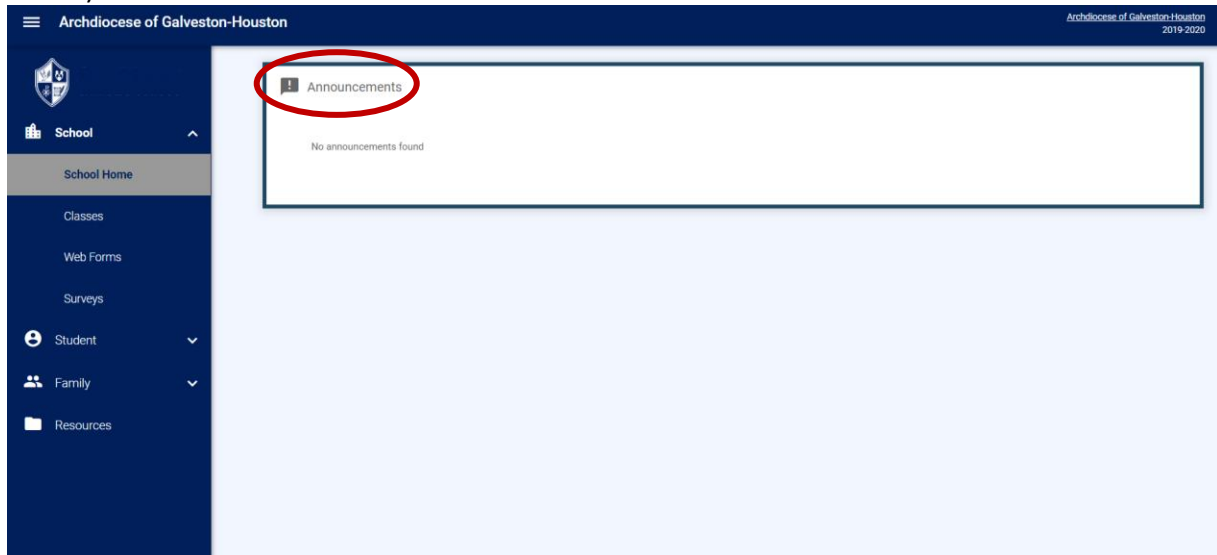 Archdiocese of Galveston-Houston
Archdiocese of Galveston-Houston
2019-2020
Announcements
No announcements found
School
School Home
Classes
Web Forms
Surveys
Student
Family
Resources